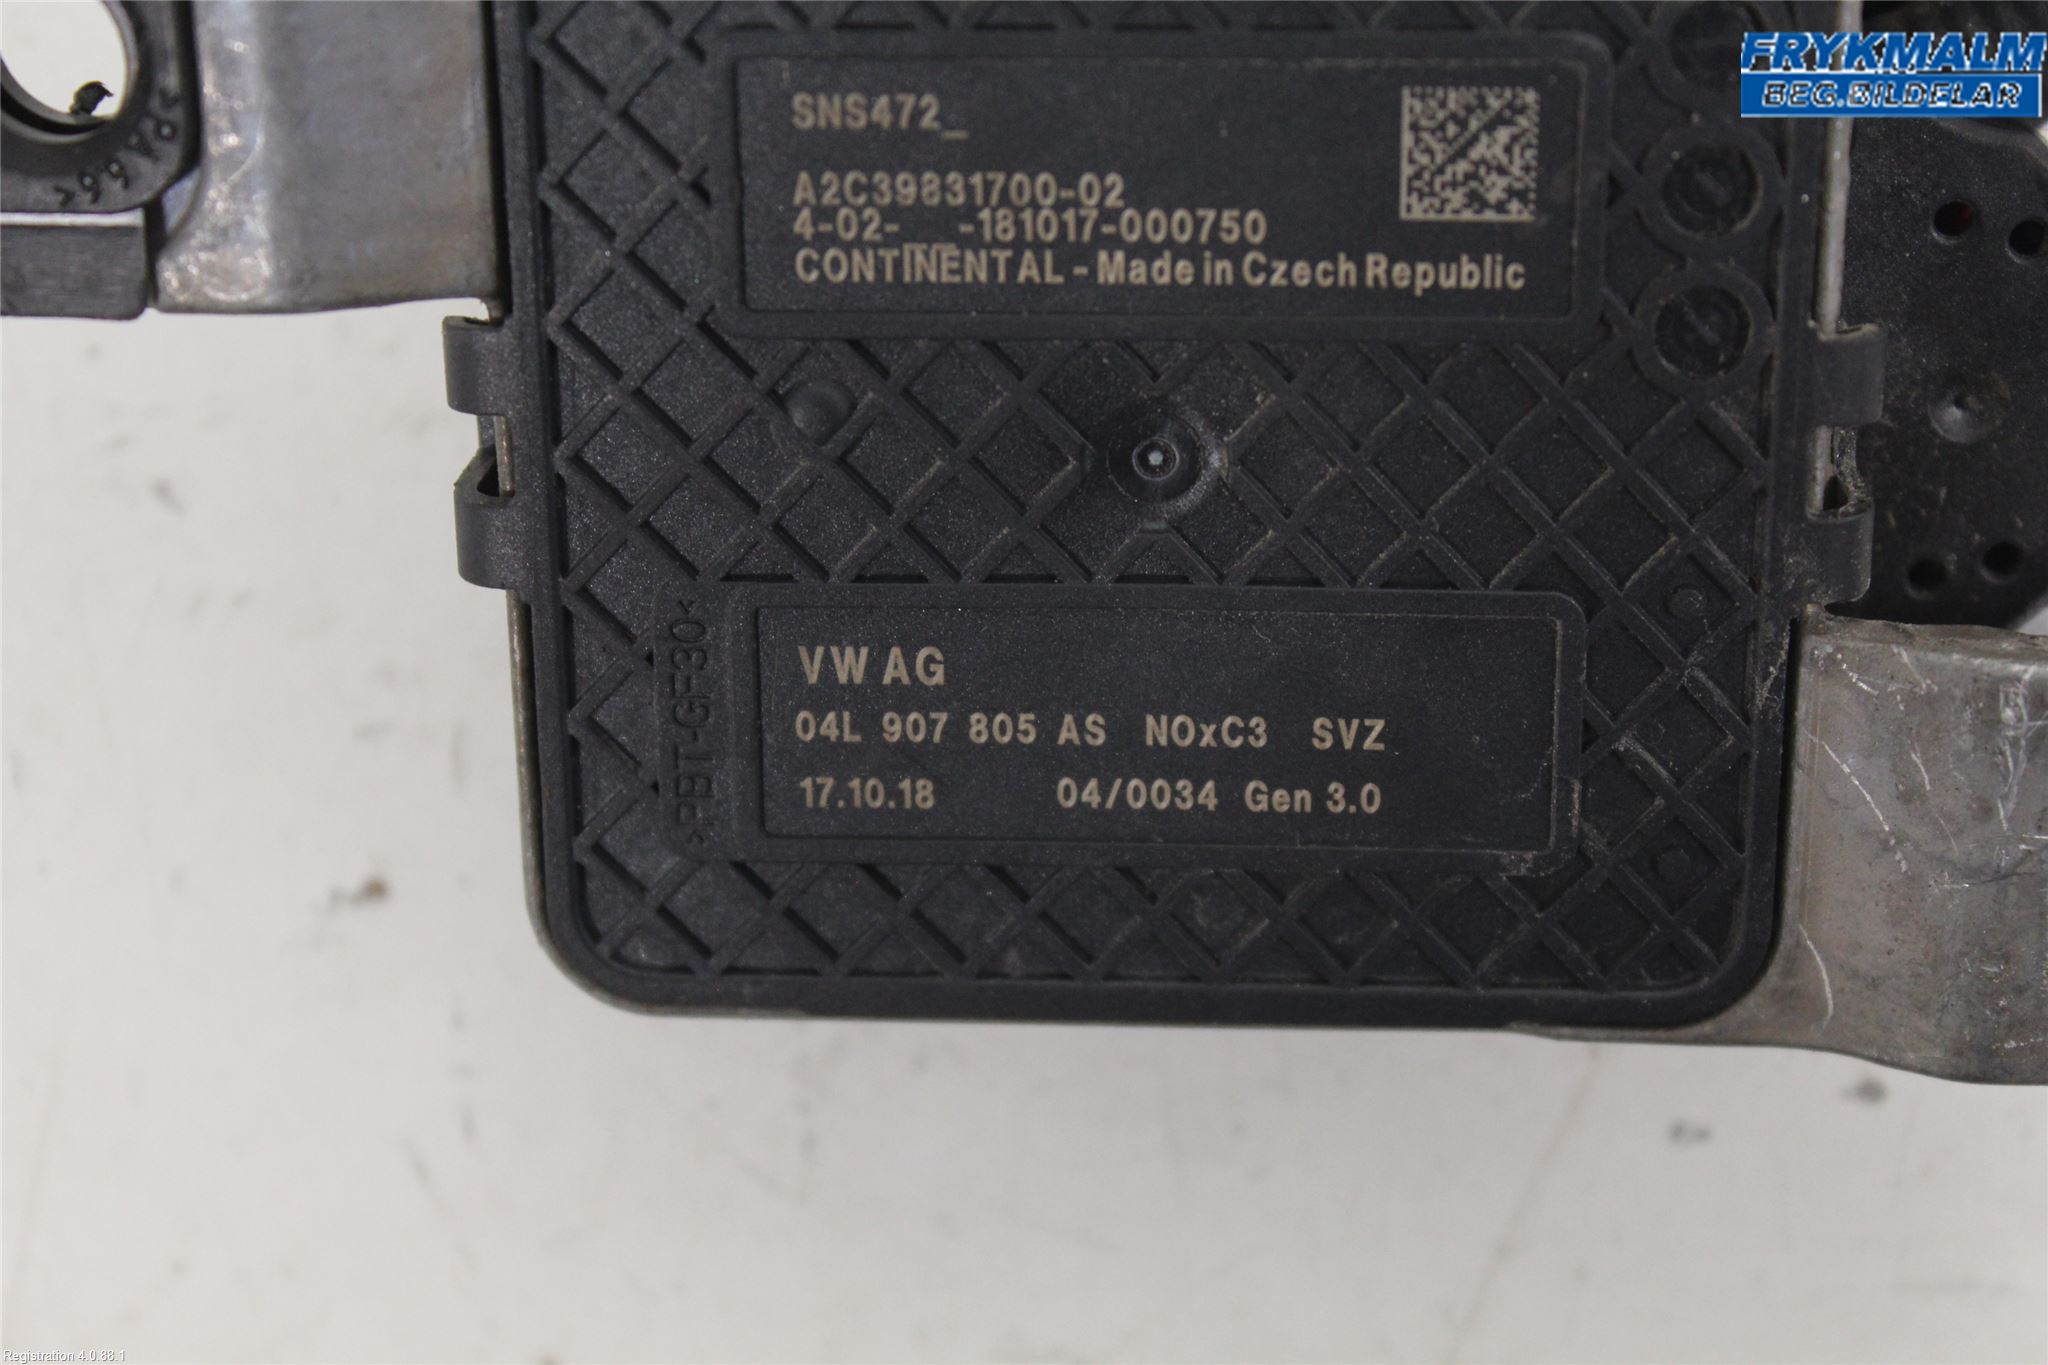 FRYKMALM
BEG.BILDELAR
SNS472_
A2C39831700-02
4-02-__-181017-000750
CONTINENTAL - Made in Czech Republic
>PA66<
>PBT-GF30<
VW AG
04L 907 805 AS NOxC3 SVZ
17.10.18 04/0034 Gen 3.0
Registration 4.0.88.1